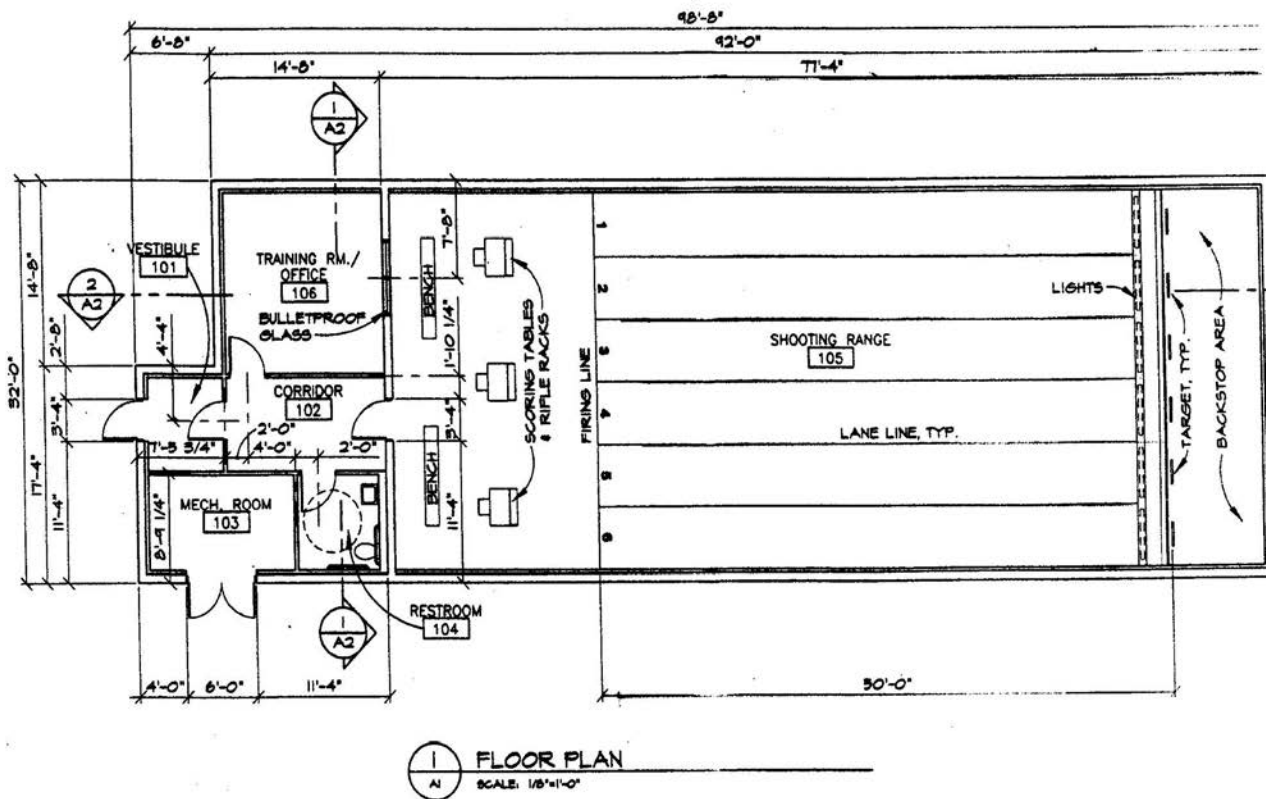 98'-8"
6'-8"
92'-0"
14'-8"
77'-4"
1
A2
32'-0"
14'-8"
17'-4"
2'-8"
3'-4"
11'-4"
VESTIBULE
101
2
A2
4'-4"
TRAINING RM./
OFFICE
106
BULLETPROOF
GLASS
7'-8"
BENCH
1'-10 1/4"
SCORING TABLES
& RIFLE RACKS
FIRING LINE
1
2
3
4
5
6
SHOOTING RANGE
105
LANE LINE, TYP.
LIGHTS
TARGET, TYP.
BACKSTOP AREA
CORRIDOR
102
2'-0"
7'-5 3/4"
4'-0"
2'-0"
3'-4"
BENCH
11'-4"
MECH. ROOM
103
8'-9 1/4"
RESTROOM
104
1
A2
4'-0"
6'-0"
11'-4"
50'-0"
1
A1
FLOOR PLAN
SCALE: 1/8"=1'-0"